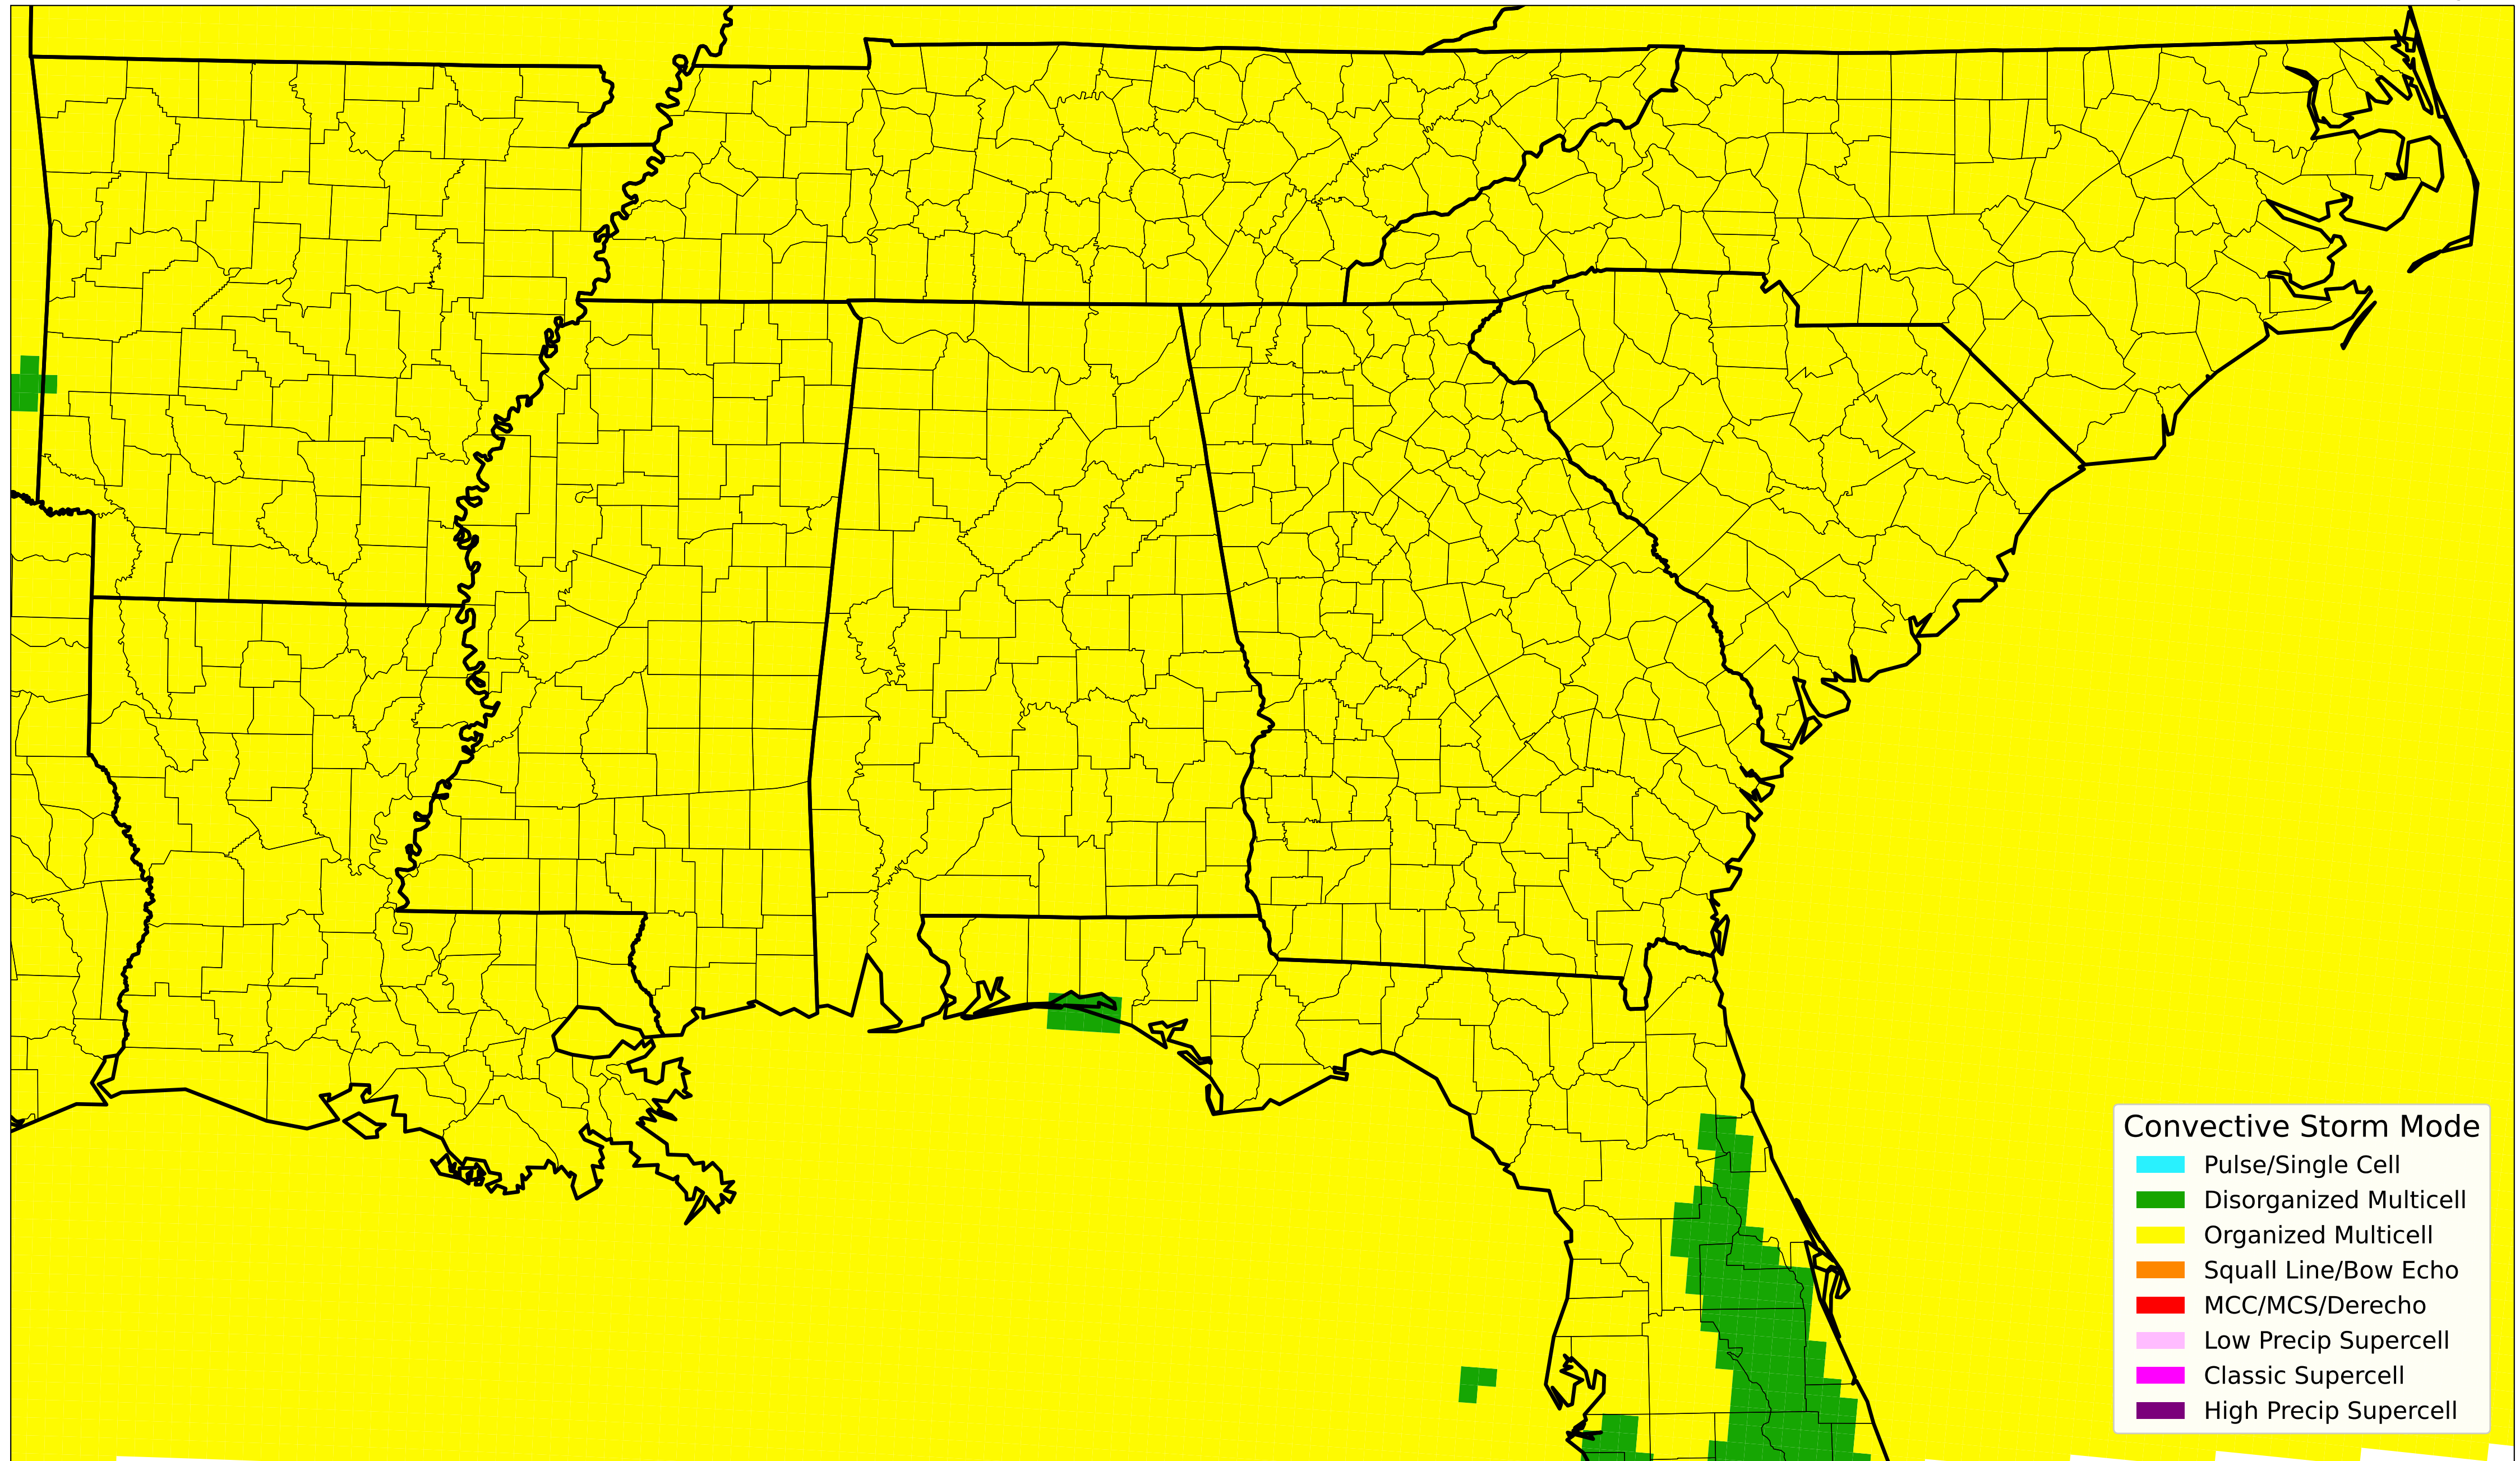 Convective Storm Mode
Pulse/Single Cell
Disorganized Multicell
Organized Multicell
Squall Line/Bow Echo
MCC/MCS/Derecho
Low Precip Supercell
Classic Supercell
High Precip Supercell